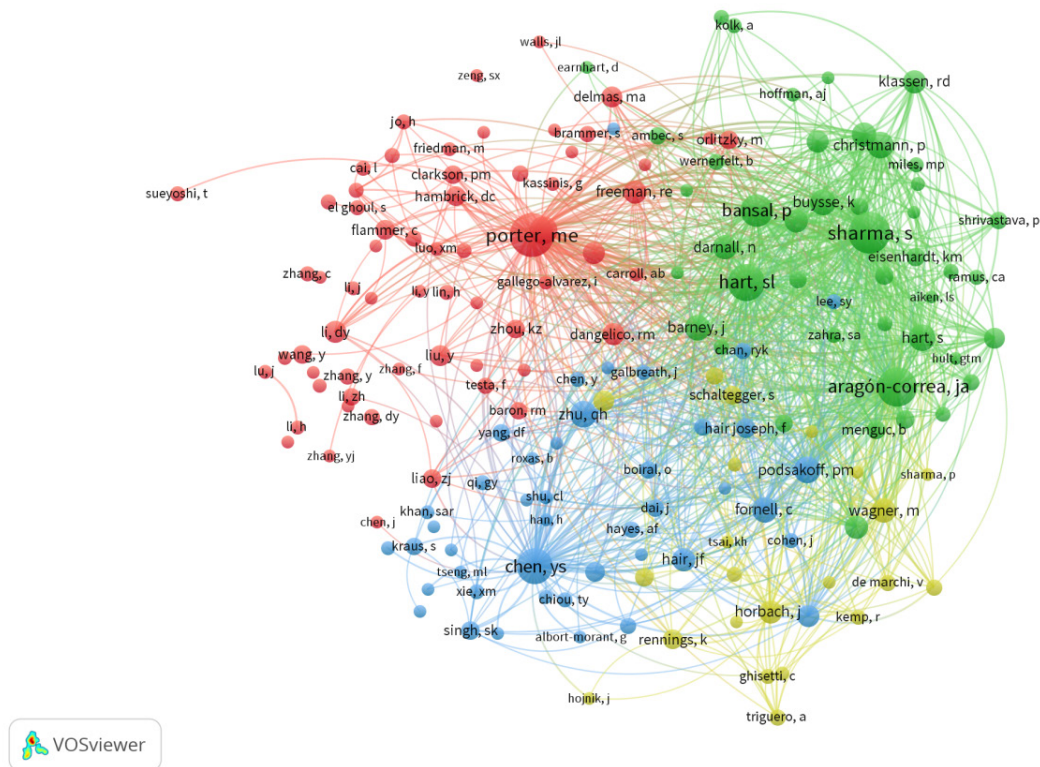 kolk, a
walls, jl
earnhart, d
zeng, sx
klassen, rd
delmas, ma
hoffman, aj
jo, h
brammer, s
ambec, s
orlitzky, m
christmann, p
friedman, m
wernerfelt, b
cai, l
clarkson, pm
miles, mp
kassinis, g
sueyoshi, t
hambrick, dc
freeman, re
el ghoul, s
bansal, p
buysse, k
shrivastava, p
flammer, c
porter, me
sharma, s
luo, xm
darnall, n
eisenhardt, km
zhang, c
carroll, ab
ramus, ca
gallego-alvarez, i
hart, sl
li, j
li, y
lin, h
aiken, ls
lee, sy
li, dy
zhou, kz
dangelico, rm
barney, j
zahra, sa
hart, s
wang, y
liu, y
chan, ryk
hult, gtm
lu, j
zhang, f
galbreath, j
zhang, y
chen, y
testa, f
aragón-correa, ja
li, zh
schaltegger, s
zhang, dy
baron, rm
zhu, qh
li, h
yang, df
hair joseph, f
menguc, b
zhang, yj
roxas, b
boiral, o
podsakoff, pm
sharma, p
liao, zj
qi, gy
shu, cl
khan, sar
dai, j
fornell, c
wagner, m
chen, j
han, h
hayes, af
tsai, kh
cohen, j
kraus, s
hair, jf
chen, ys
tseng, ml
de marchi, v
xie, xm
chiou, ty
horbach, j
kemp, r
singh, sk
albort-morant, g
rennings, k
ghisetti, c
hojnik, j
triguero, a
VOSviewer